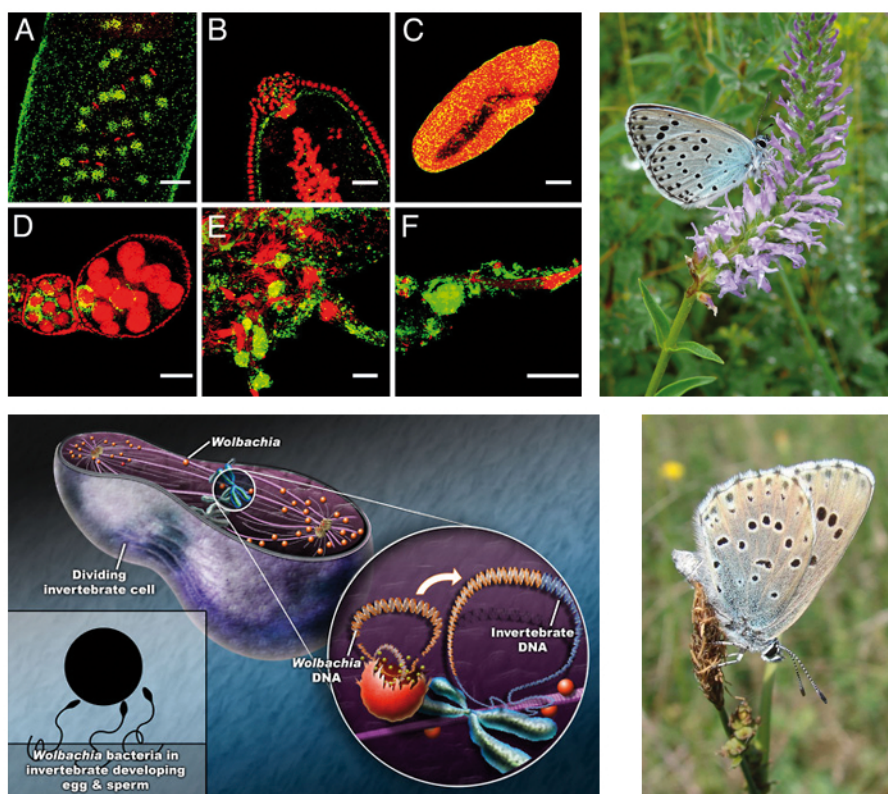 A
B
C
D
E
F
Wolbachia
Dividing
invertebrate cell
Invertebrate
DNA
Wolbachia
DNA
Wolbachia bacteria in
invertebrate developing
egg & sperm